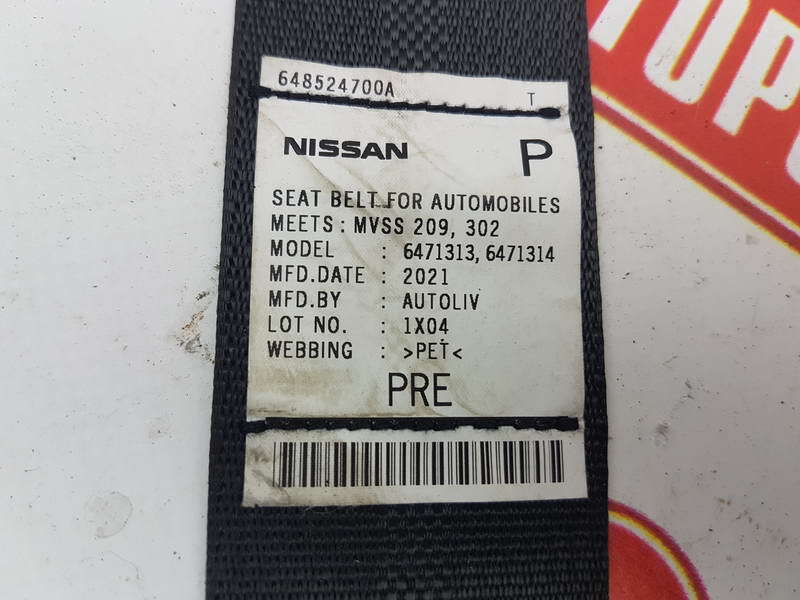 648524700A
T
NISSAN P
SEAT BELT FOR AUTOMOBILES
MEETS : MVSS 209, 302
MODEL : 6471313, 6471314
MFD.DATE : 2021
MFD.BY : AUTOLIV
LOT NO. : 1X04
WEBBING : >PET<
PRE